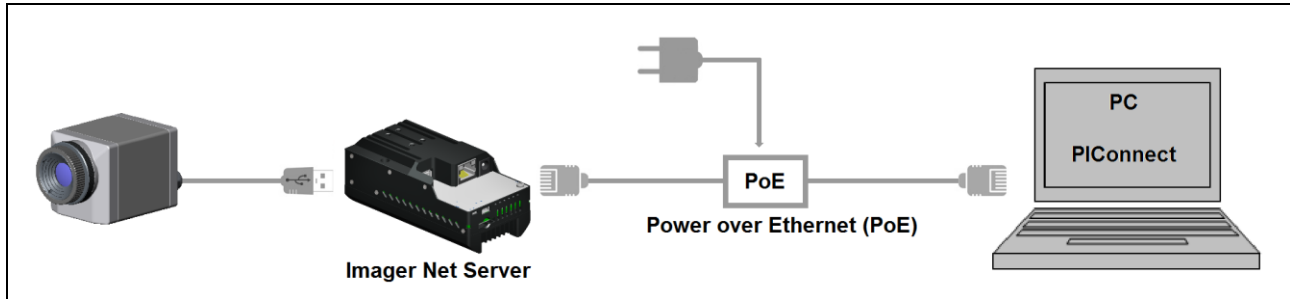 PC
PIConnect
PoE
Power over Ethernet (PoE)
Imager Net Server